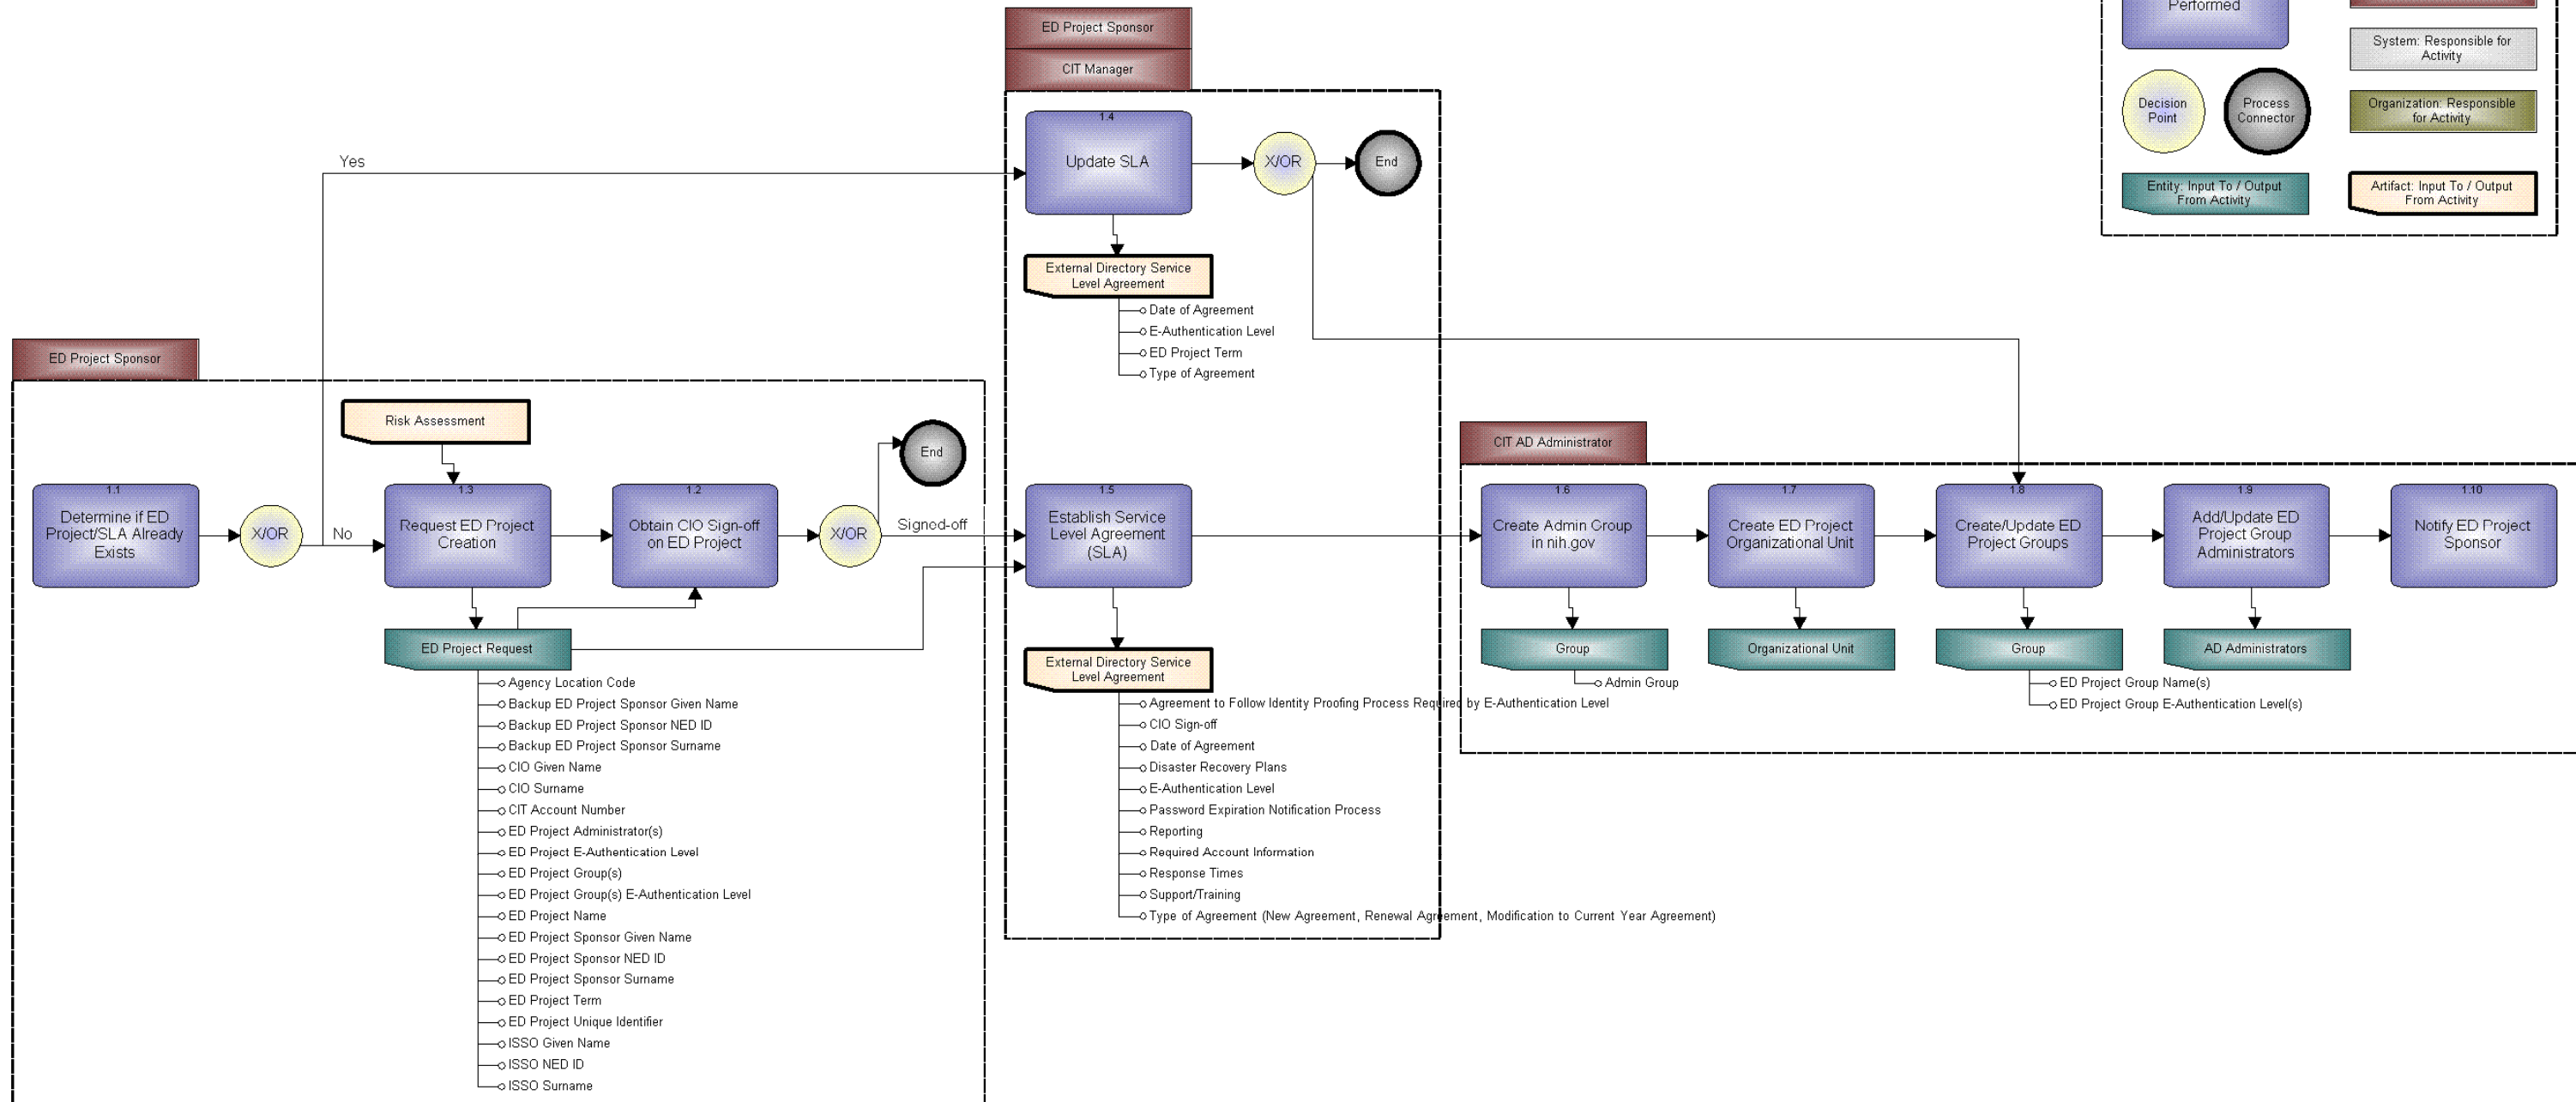 ED Project Sponsor
CIT Manager
1.4
Update SLA
X/OR
End
Yes
External Directory Service
Level Agreement
Date of Agreement
E-Authentication Level
ED Project Term
Type of Agreement
Performed
System: Responsible for
Activity
Decision
Point
Process
Connector
Organization: Responsible
for Activity
Entity: Input To / Output
From Activity
Artifact: Input To / Output
From Activity
ED Project Sponsor
Risk Assessment
End
1.1
Determine if ED
Project/SLA Already
Exists
X/OR
No
1.3
Request ED Project
Creation
1.2
Obtain CIO Sign-off
on ED Project
X/OR
Signed-off
ED Project Request
Agency Location Code
Backup ED Project Sponsor Given Name
Backup ED Project Sponsor NED ID
Backup ED Project Sponsor Surname
CIO Given Name
CIO Surname
CIT Account Number
ED Project Administrator(s)
ED Project E-Authentication Level
ED Project Group(s)
ED Project Group(s) E-Authentication Level
ED Project Name
ED Project Sponsor Given Name
ED Project Sponsor NED ID
ED Project Sponsor Surname
ED Project Term
ED Project Unique Identifier
ISSO Given Name
ISSO NED ID
ISSO Surname
1.5
Establish Service
Level Agreement
(SLA)
External Directory Service
Level Agreement
Agreement to Follow Identity Proofing Process Required by E-Authentication Level
CIO Sign-off
Date of Agreement
Disaster Recovery Plans
E-Authentication Level
Password Expiration Notification Process
Reporting
Required Account Information
Response Times
Support/Training
Type of Agreement (New Agreement, Renewal Agreement, Modification to Current Year Agreement)
CIT AD Administrator
1.6
Create Admin Group
in nih.gov
Group
Admin Group
1.7
Create ED Project
Organizational Unit
Organizational Unit
1.8
Create/Update ED
Project Groups
Group
ED Project Group Name(s)
ED Project Group E-Authentication Level(s)
1.9
Add/Update ED
Project Group
Administrators
AD Administrators
1.10
Notify ED Project
Sponsor